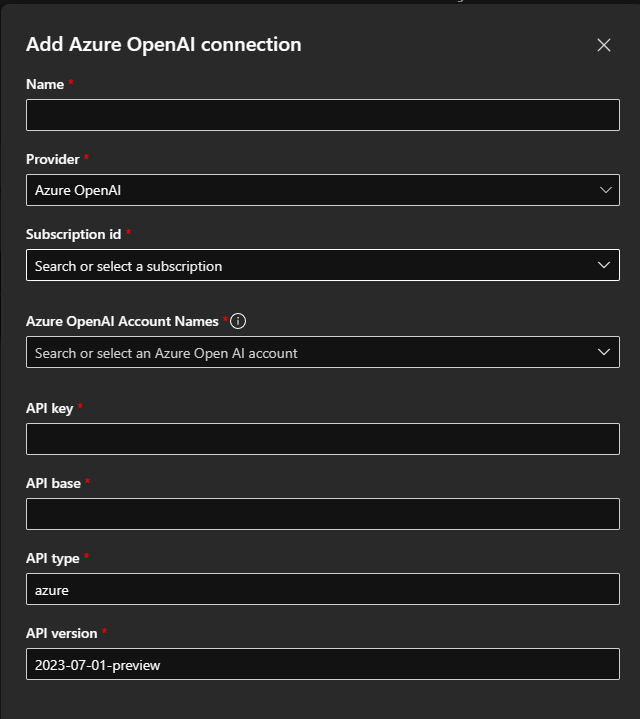 Add Azure OpenAI connection
Name *
Provider *
Azure OpenAI
Subscription id *
Search or select a subscription
Azure OpenAI Account Names *
Search or select an Azure Open AI account
API key *
API base *
API type *
azure
API version *
2023-07-01-preview